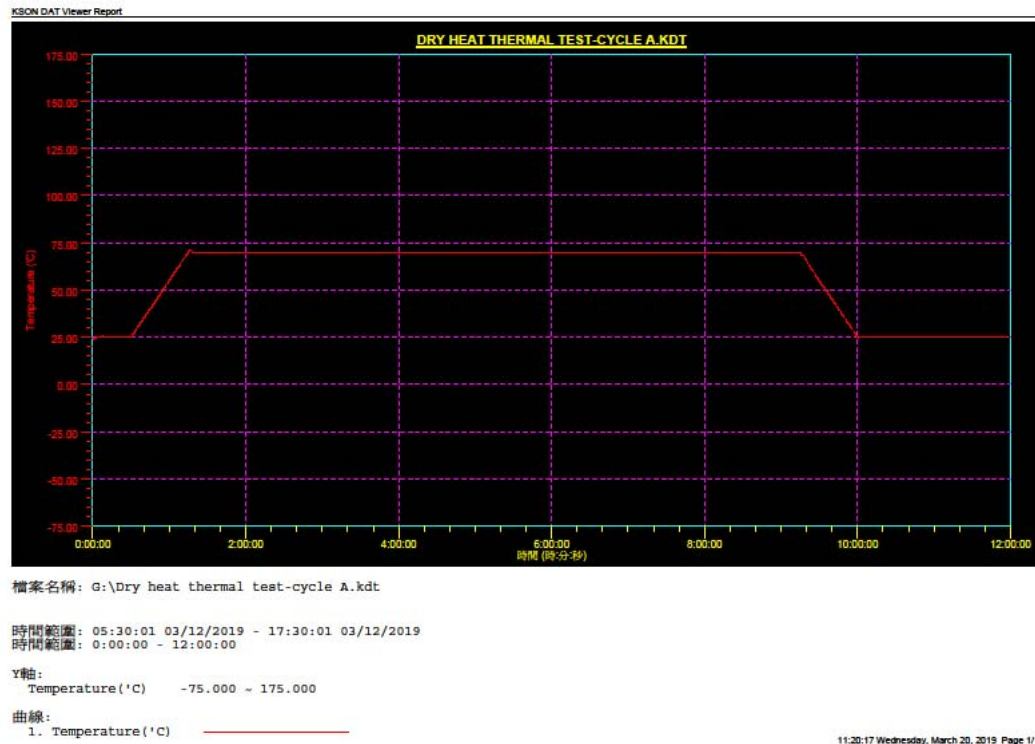 KSON DAT Viewer Report
DRY HEAT THERMAL TEST-CYCLE A.KDT
175.00
150.00
125.00
100.00
75.00
50.00
25.00
0.00
-25.00
-50.00
-75.00
Temperature (°C)
0:00:00 2:00:00 4:00:00 6:00:00 8:00:00 10:00:00 12:00:00
時間 (時:分:秒)
檔案名稱: G:\Dry heat thermal test-cycle A.kdt
時間範圍: 05:30:01 03/12/2019 - 17:30:01 03/12/2019
時間範圍: 0:00:00 - 12:00:00
Y軸:
Temperature('C) -75.000 ~ 175.000
曲線:
1. Temperature('C)
11:20:17 Wednesday, March 20, 2019 Page 1/